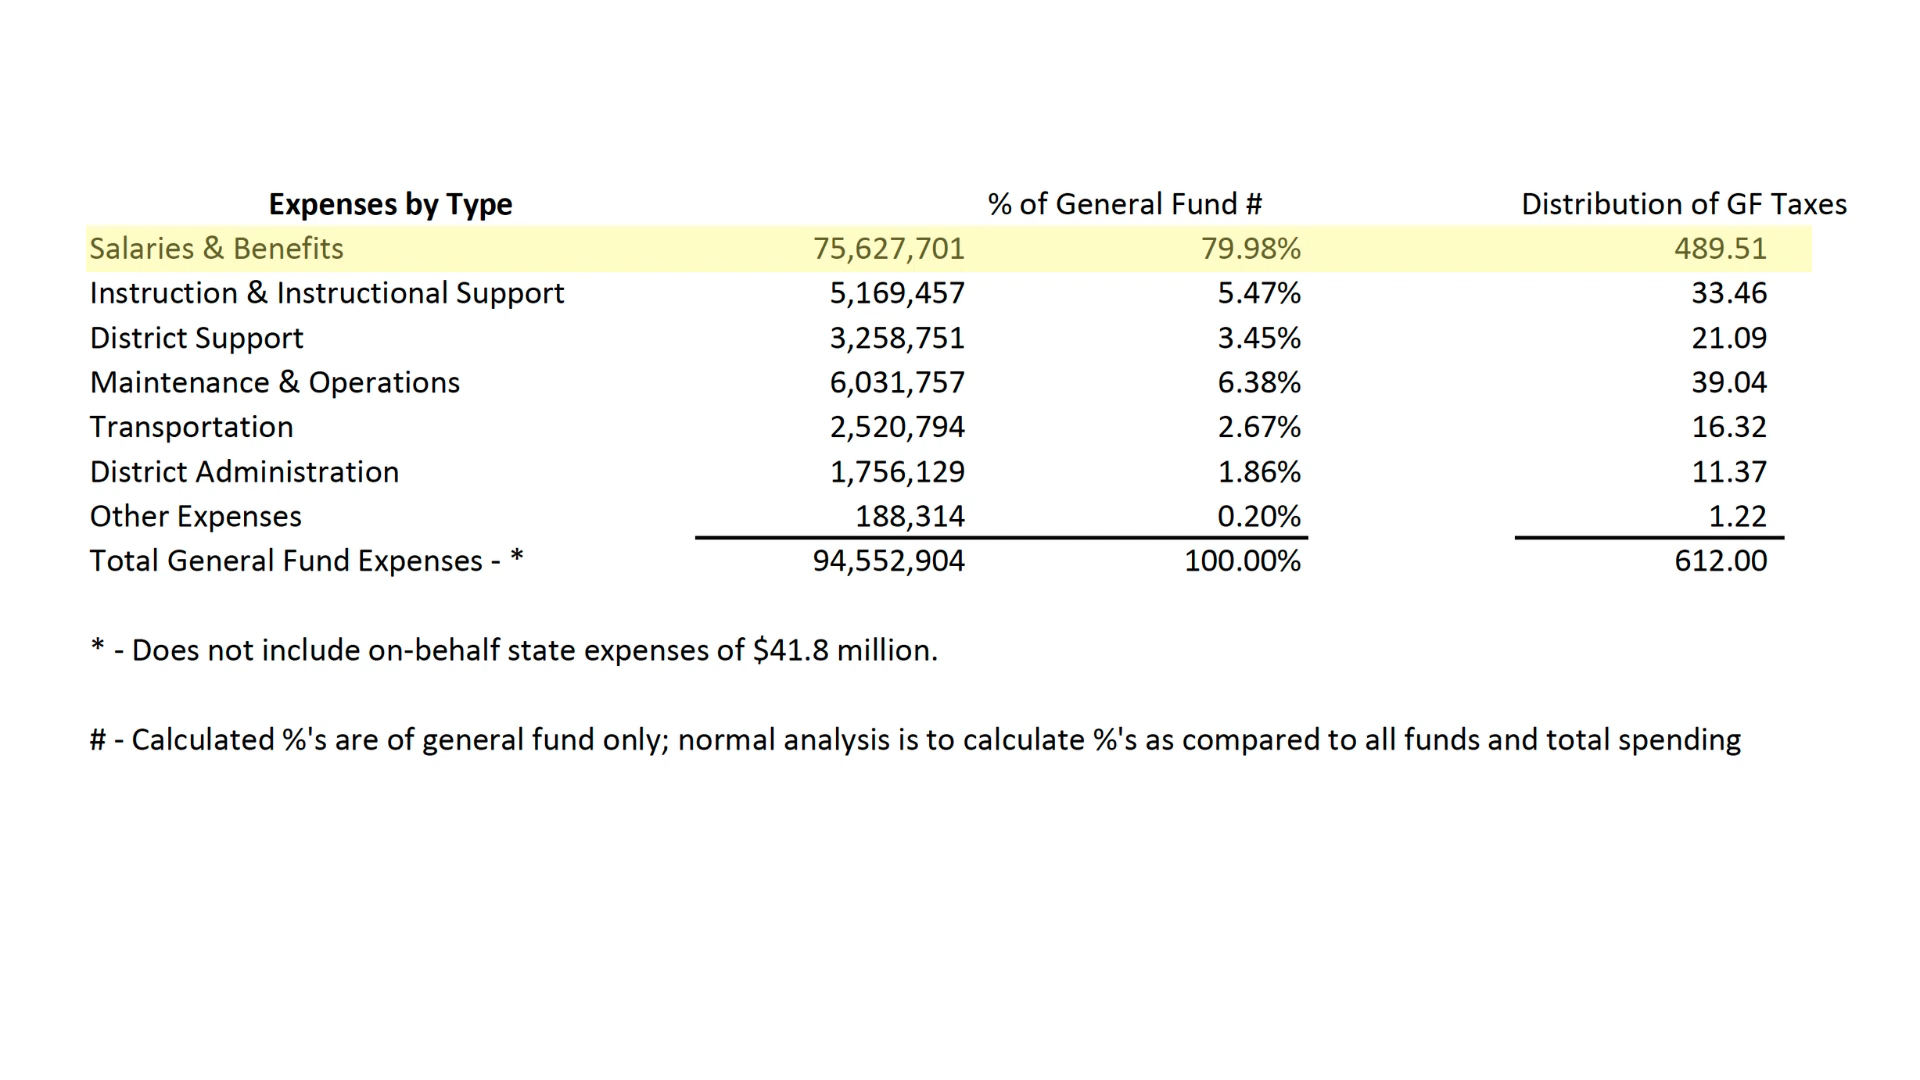 Expenses by Type % of General Fund # Distribution of GF Taxes
Salaries & Benefits 75,627,701 79.98% 489.51
Instruction & Instructional Support 5,169,457 5.47% 33.46
District Support 3,258,751 3.45% 21.09
Maintenance & Operations 6,031,757 6.38% 39.04
Transportation 2,520,794 2.67% 16.32
District Administration 1,756,129 1.86% 11.37
Other Expenses 188,314 0.20% 1.22
Total General Fund Expenses - * 94,552,904 100.00% 612.00
* - Does not include on-behalf state expenses of $41.8 million.
# - Calculated %'s are of general fund only; normal analysis is to calculate %'s as compared to all funds and total spending